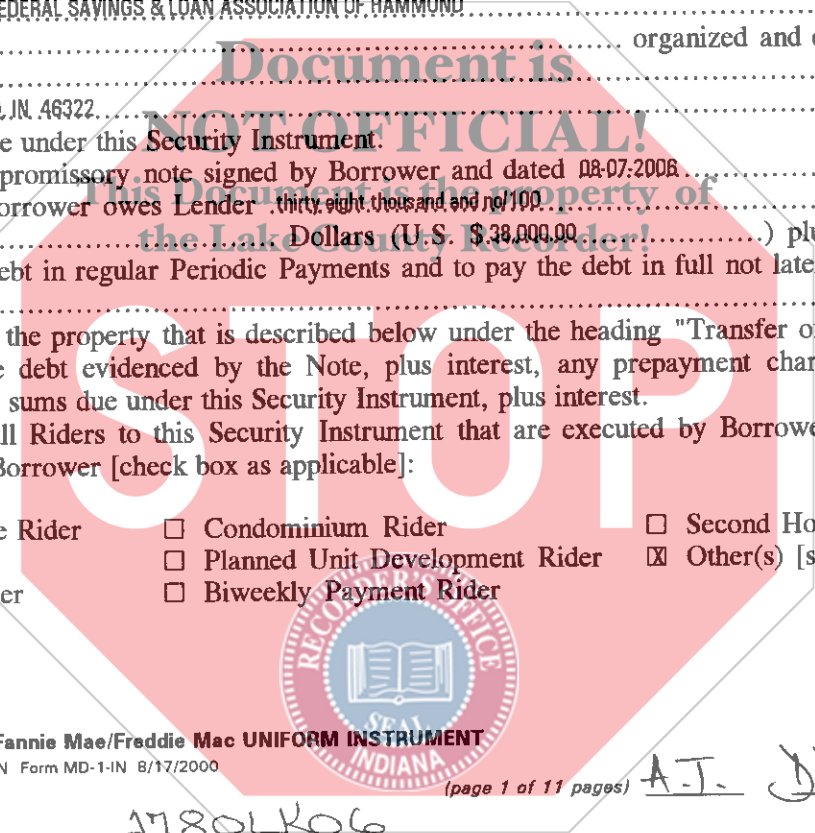 FEDERAL SAVINGS & LOAN ASSOCIATION OF HAMMOND
organized and
Document is
IN 46322
NOT OFFICIAL!
e under this Security Instrument.
promissory note signed by Borrower and dated 08-07-2006
This Document is the property of
orrower owes Lender thirty eight thousand and no/100
the Lake County Recorder!
Dollars (U.S. $ 38,000.00 ) plu
ebt in regular Periodic Payments and to pay the debt in full not late
the property that is described below under the heading "Transfer o
e debt evidenced by the Note, plus interest, any prepayment char
sums due under this Security Instrument, plus interest.
ll Riders to this Security Instrument that are executed by Borrowe
Borrower [check box as applicable]:
STOP
e Rider ☐ Condominium Rider ☐ Second Ho
☐ Planned Unit Development Rider ☒ Other(s) [s
er ☐ Biweekly Payment Rider
RECORDER'S OFFICE
SEAL
INDIANA
Fannie Mae/Freddie Mac UNIFORM INSTRUMENT
N Form MD-1-IN 8/17/2000
(page 1 of 11 pages) A.J. D